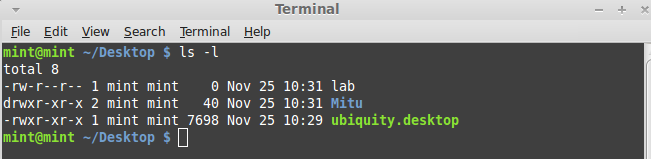 Terminal
File Edit View Search Terminal Help
mint@mint ~/Desktop $ ls -l
total 8
-rw-r--r-- 1 mint mint    0 Nov 25 10:31 lab
drwxr-xr-x 2 mint mint   40 Nov 25 10:31 Mitu
-rwxr-xr-x 1 mint mint 7698 Nov 25 10:29 ubiquity.desktop
mint@mint ~/Desktop $